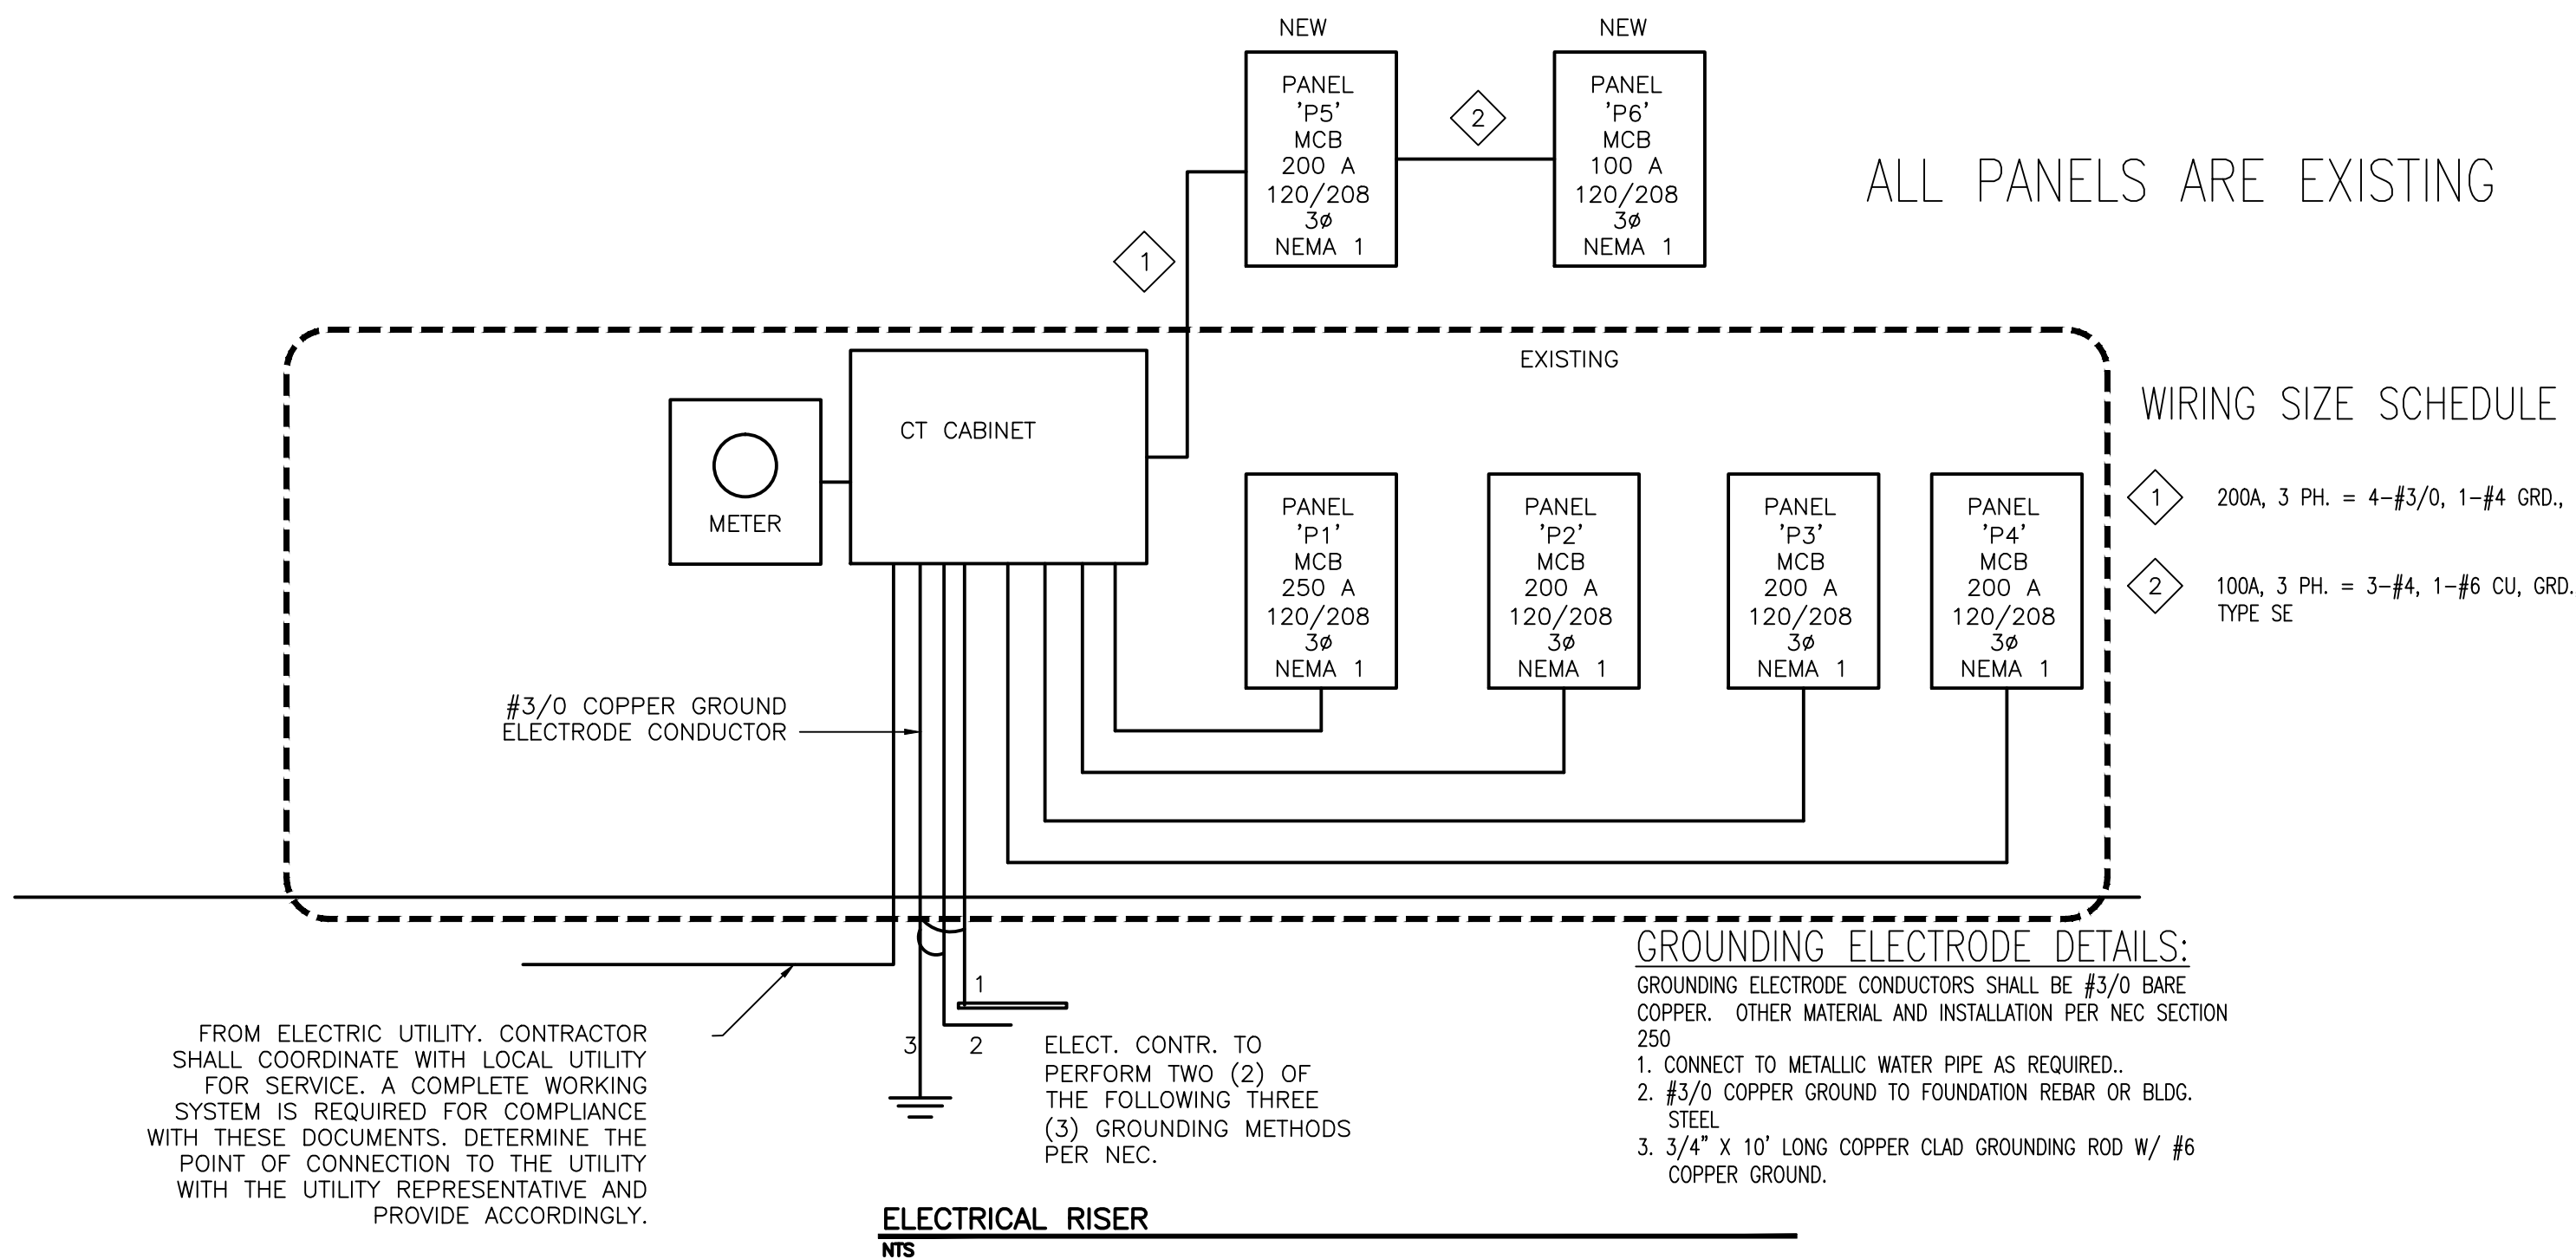 NEW
PANEL
'P5'
MCB
200 A
120/208
3ø
NEMA 1
2
NEW
PANEL
'P6'
MCB
100 A
120/208
3ø
NEMA 1
ALL PANELS ARE EXISTING
1
EXISTING
CT CABINET
METER
PANEL
'P1'
MCB
250 A
120/208
3ø
NEMA 1
PANEL
'P2'
MCB
200 A
120/208
3ø
NEMA 1
PANEL
'P3'
MCB
200 A
120/208
3ø
NEMA 1
PANEL
'P4'
MCB
200 A
120/208
3ø
NEMA 1
WIRING SIZE SCHEDULE
1 200A, 3 PH. = 4-#3/0, 1-#4 GRD.,
2 100A, 3 PH. = 3-#4, 1-#6 CU, GRD.
TYPE SE
#3/0 COPPER GROUND
ELECTRODE CONDUCTOR
FROM ELECTRIC UTILITY. CONTRACTOR
SHALL COORDINATE WITH LOCAL UTILITY
FOR SERVICE. A COMPLETE WORKING
SYSTEM IS REQUIRED FOR COMPLIANCE
WITH THESE DOCUMENTS. DETERMINE THE
POINT OF CONNECTION TO THE UTILITY
WITH THE UTILITY REPRESENTATIVE AND
PROVIDE ACCORDINGLY.
1
3
2
ELECT. CONTR. TO
PERFORM TWO (2) OF
THE FOLLOWING THREE
(3) GROUNDING METHODS
PER NEC.
GROUNDING ELECTRODE DETAILS:
GROUNDING ELECTRODE CONDUCTORS SHALL BE #3/0 BARE
COPPER. OTHER MATERIAL AND INSTALLATION PER NEC SECTION
250
1. CONNECT TO METALLIC WATER PIPE AS REQUIRED..
2. #3/0 COPPER GROUND TO FOUNDATION REBAR OR BLDG.
STEEL
3. 3/4" X 10' LONG COPPER CLAD GROUNDING ROD W/ #6
COPPER GROUND.
ELECTRICAL RISER
NTS